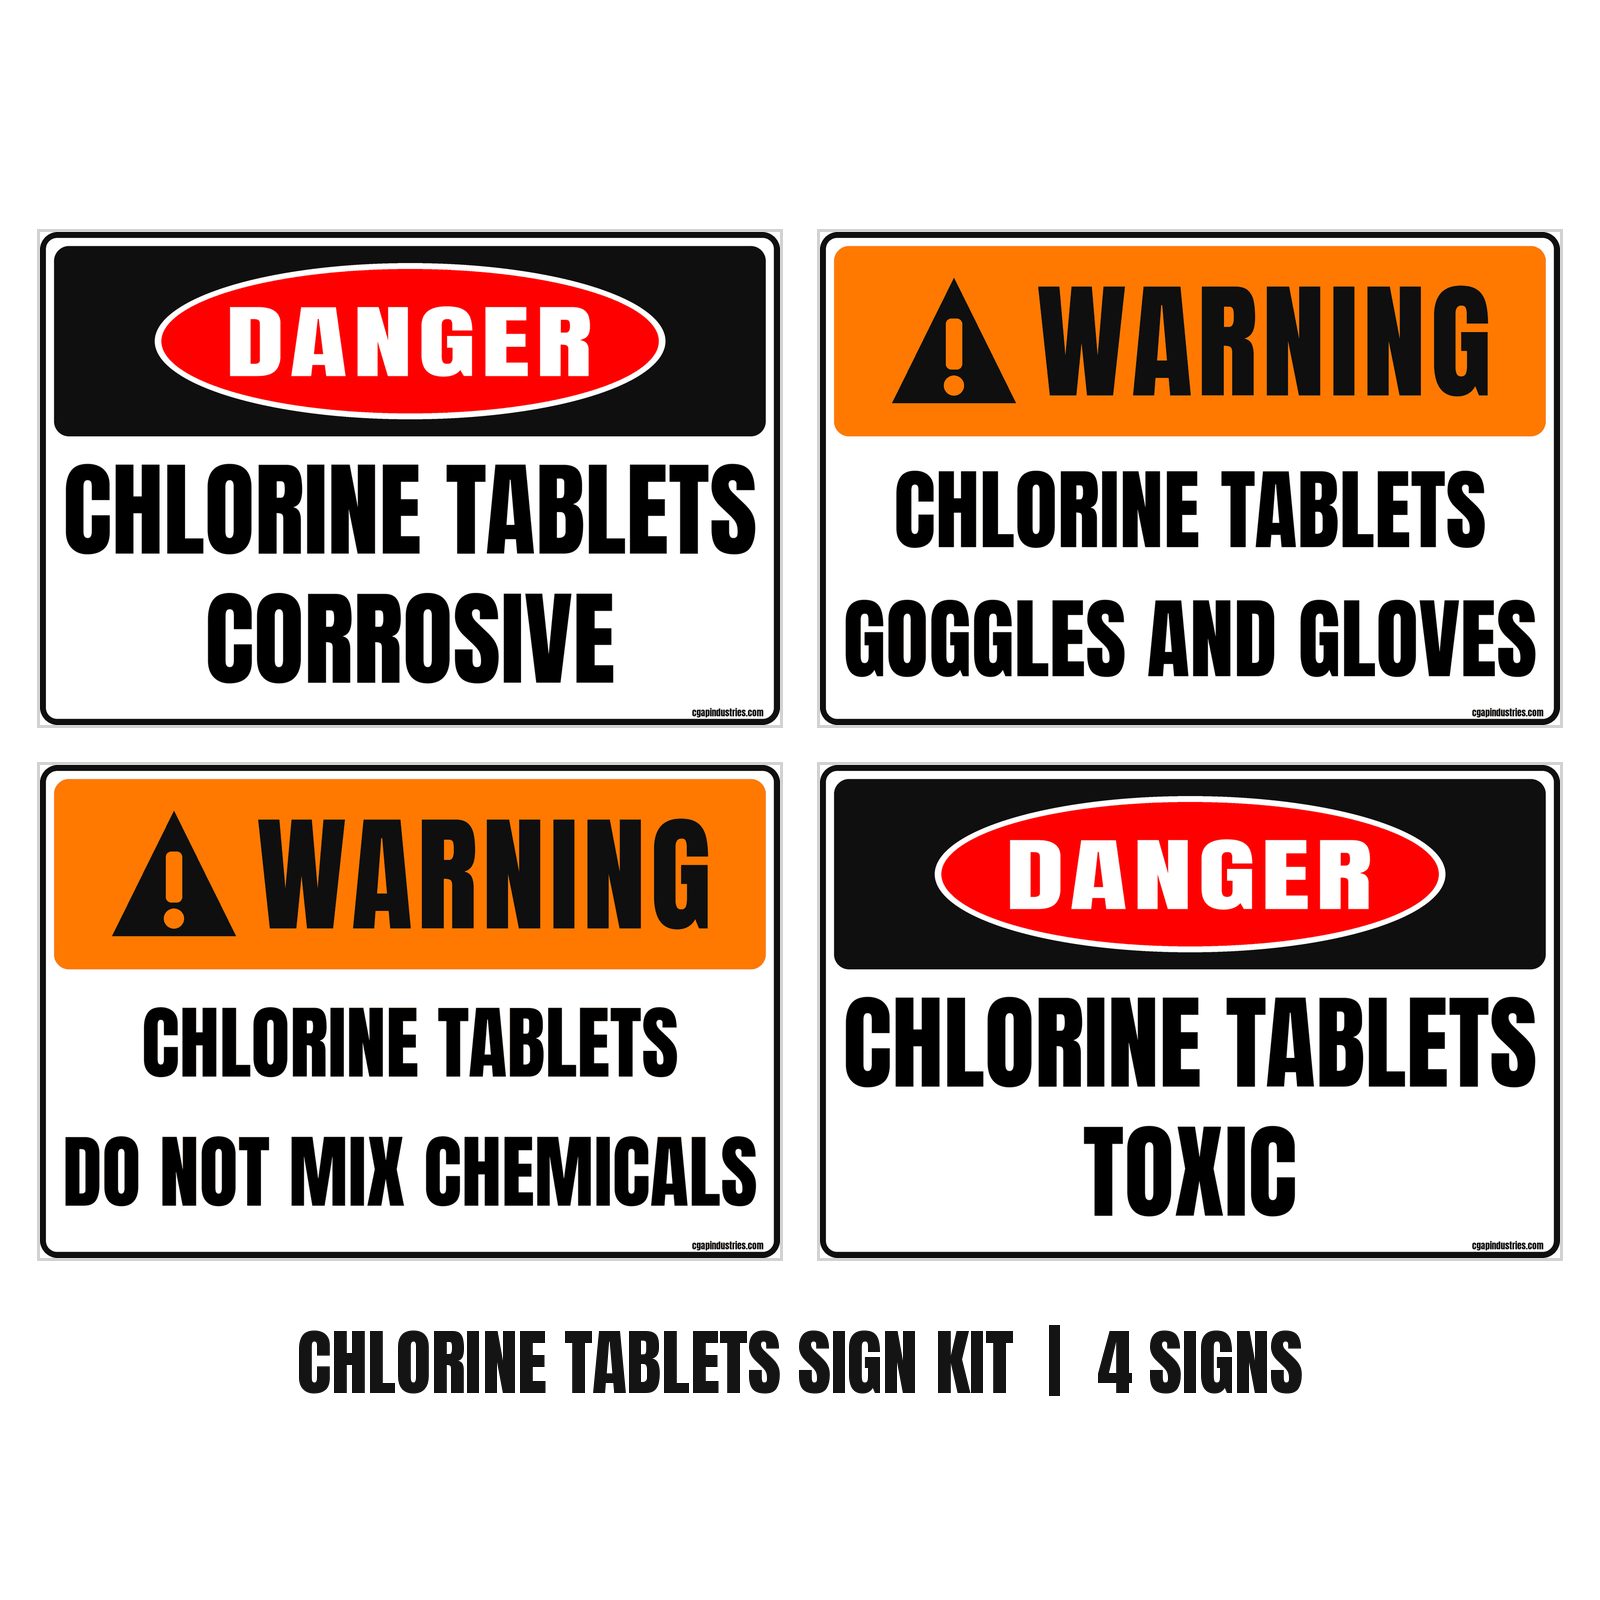 DANGER
CHLORINE TABLETS
CORROSIVE
cgapindustries.com
WARNING
CHLORINE TABLETS
GOGGLES AND GLOVES
cgapindustries.com
WARNING
CHLORINE TABLETS
DO NOT MIX CHEMICALS
cgapindustries.com
DANGER
CHLORINE TABLETS
TOXIC
cgapindustries.com
CHLORINE TABLETS SIGN KIT | 4 SIGNS